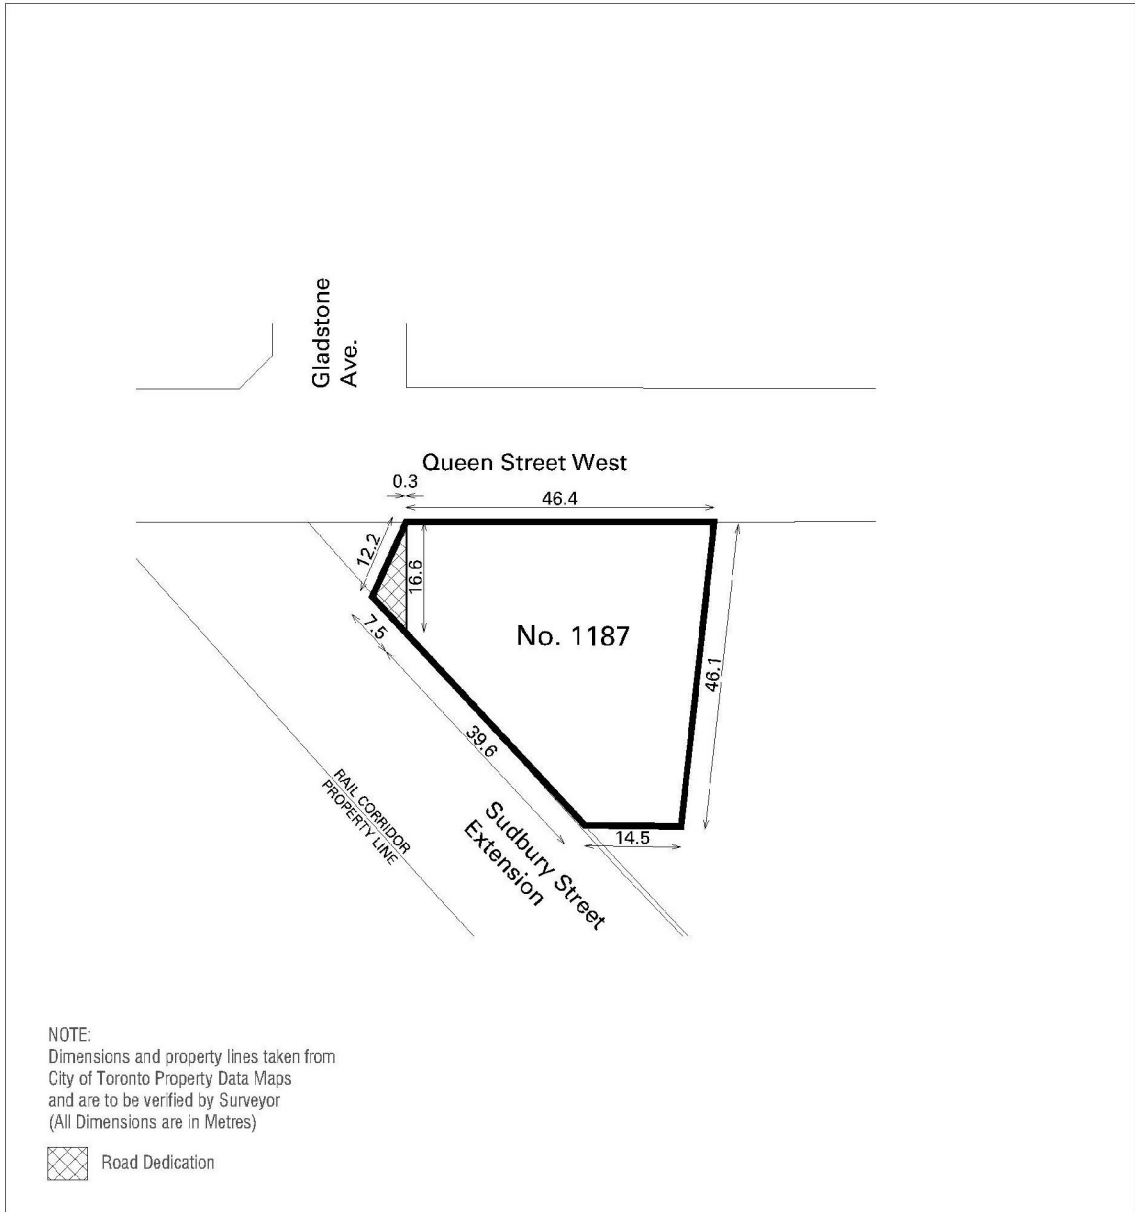 Gladstone
Ave.
Queen Street West
0.3
46.4
12.2
16.6
7.5
No. 1187
46.1
39.6
RAIL CORRIDOR
PROPERTY LINE
Sudbury Street
Extension
14.5
NOTE:
Dimensions and property lines taken from
City of Toronto Property Data Maps
and are to be verified by Surveyor
(All Dimensions are in Metres)
Road Dedication